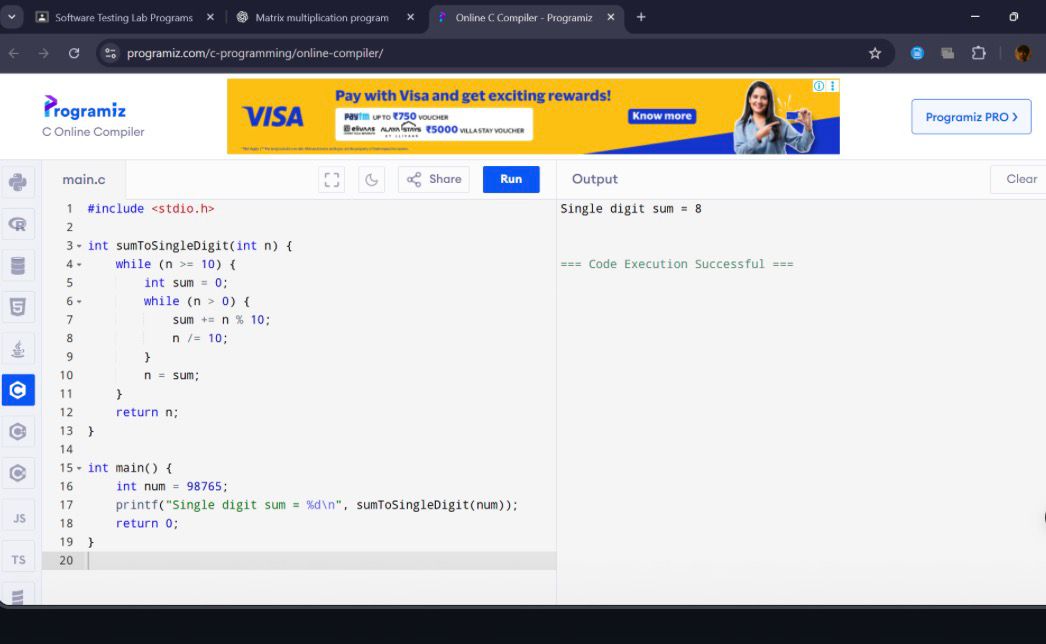 Software Testing Lab Programs
Matrix multiplication program
Online C Compiler - Programiz
programiz.com/c-programming/online-compiler/
Programiz
C Online Compiler
VISA
Pay with Visa and get exciting rewards!
paytm UP TO ₹750 VOUCHER
elivaas ALAYA STAYS ₹5000 VILLA STAY VOUCHER
Know more
Programiz PRO >
main.c
Share
Run
Output
Clear
1 #include <stdio.h>
2
3 int sumToSingleDigit(int n) {
4 while (n >= 10) {
5 int sum = 0;
6 while (n > 0) {
7 sum += n % 10;
8 n /= 10;
9 }
10 n = sum;
11 }
12 return n;
13 }
14
15 int main() {
16 int num = 98765;
17 printf("Single digit sum = %d\n", sumToSingleDigit(num));
18 return 0;
19 }
20
Single digit sum = 8
=== Code Execution Successful ===
JS
TS